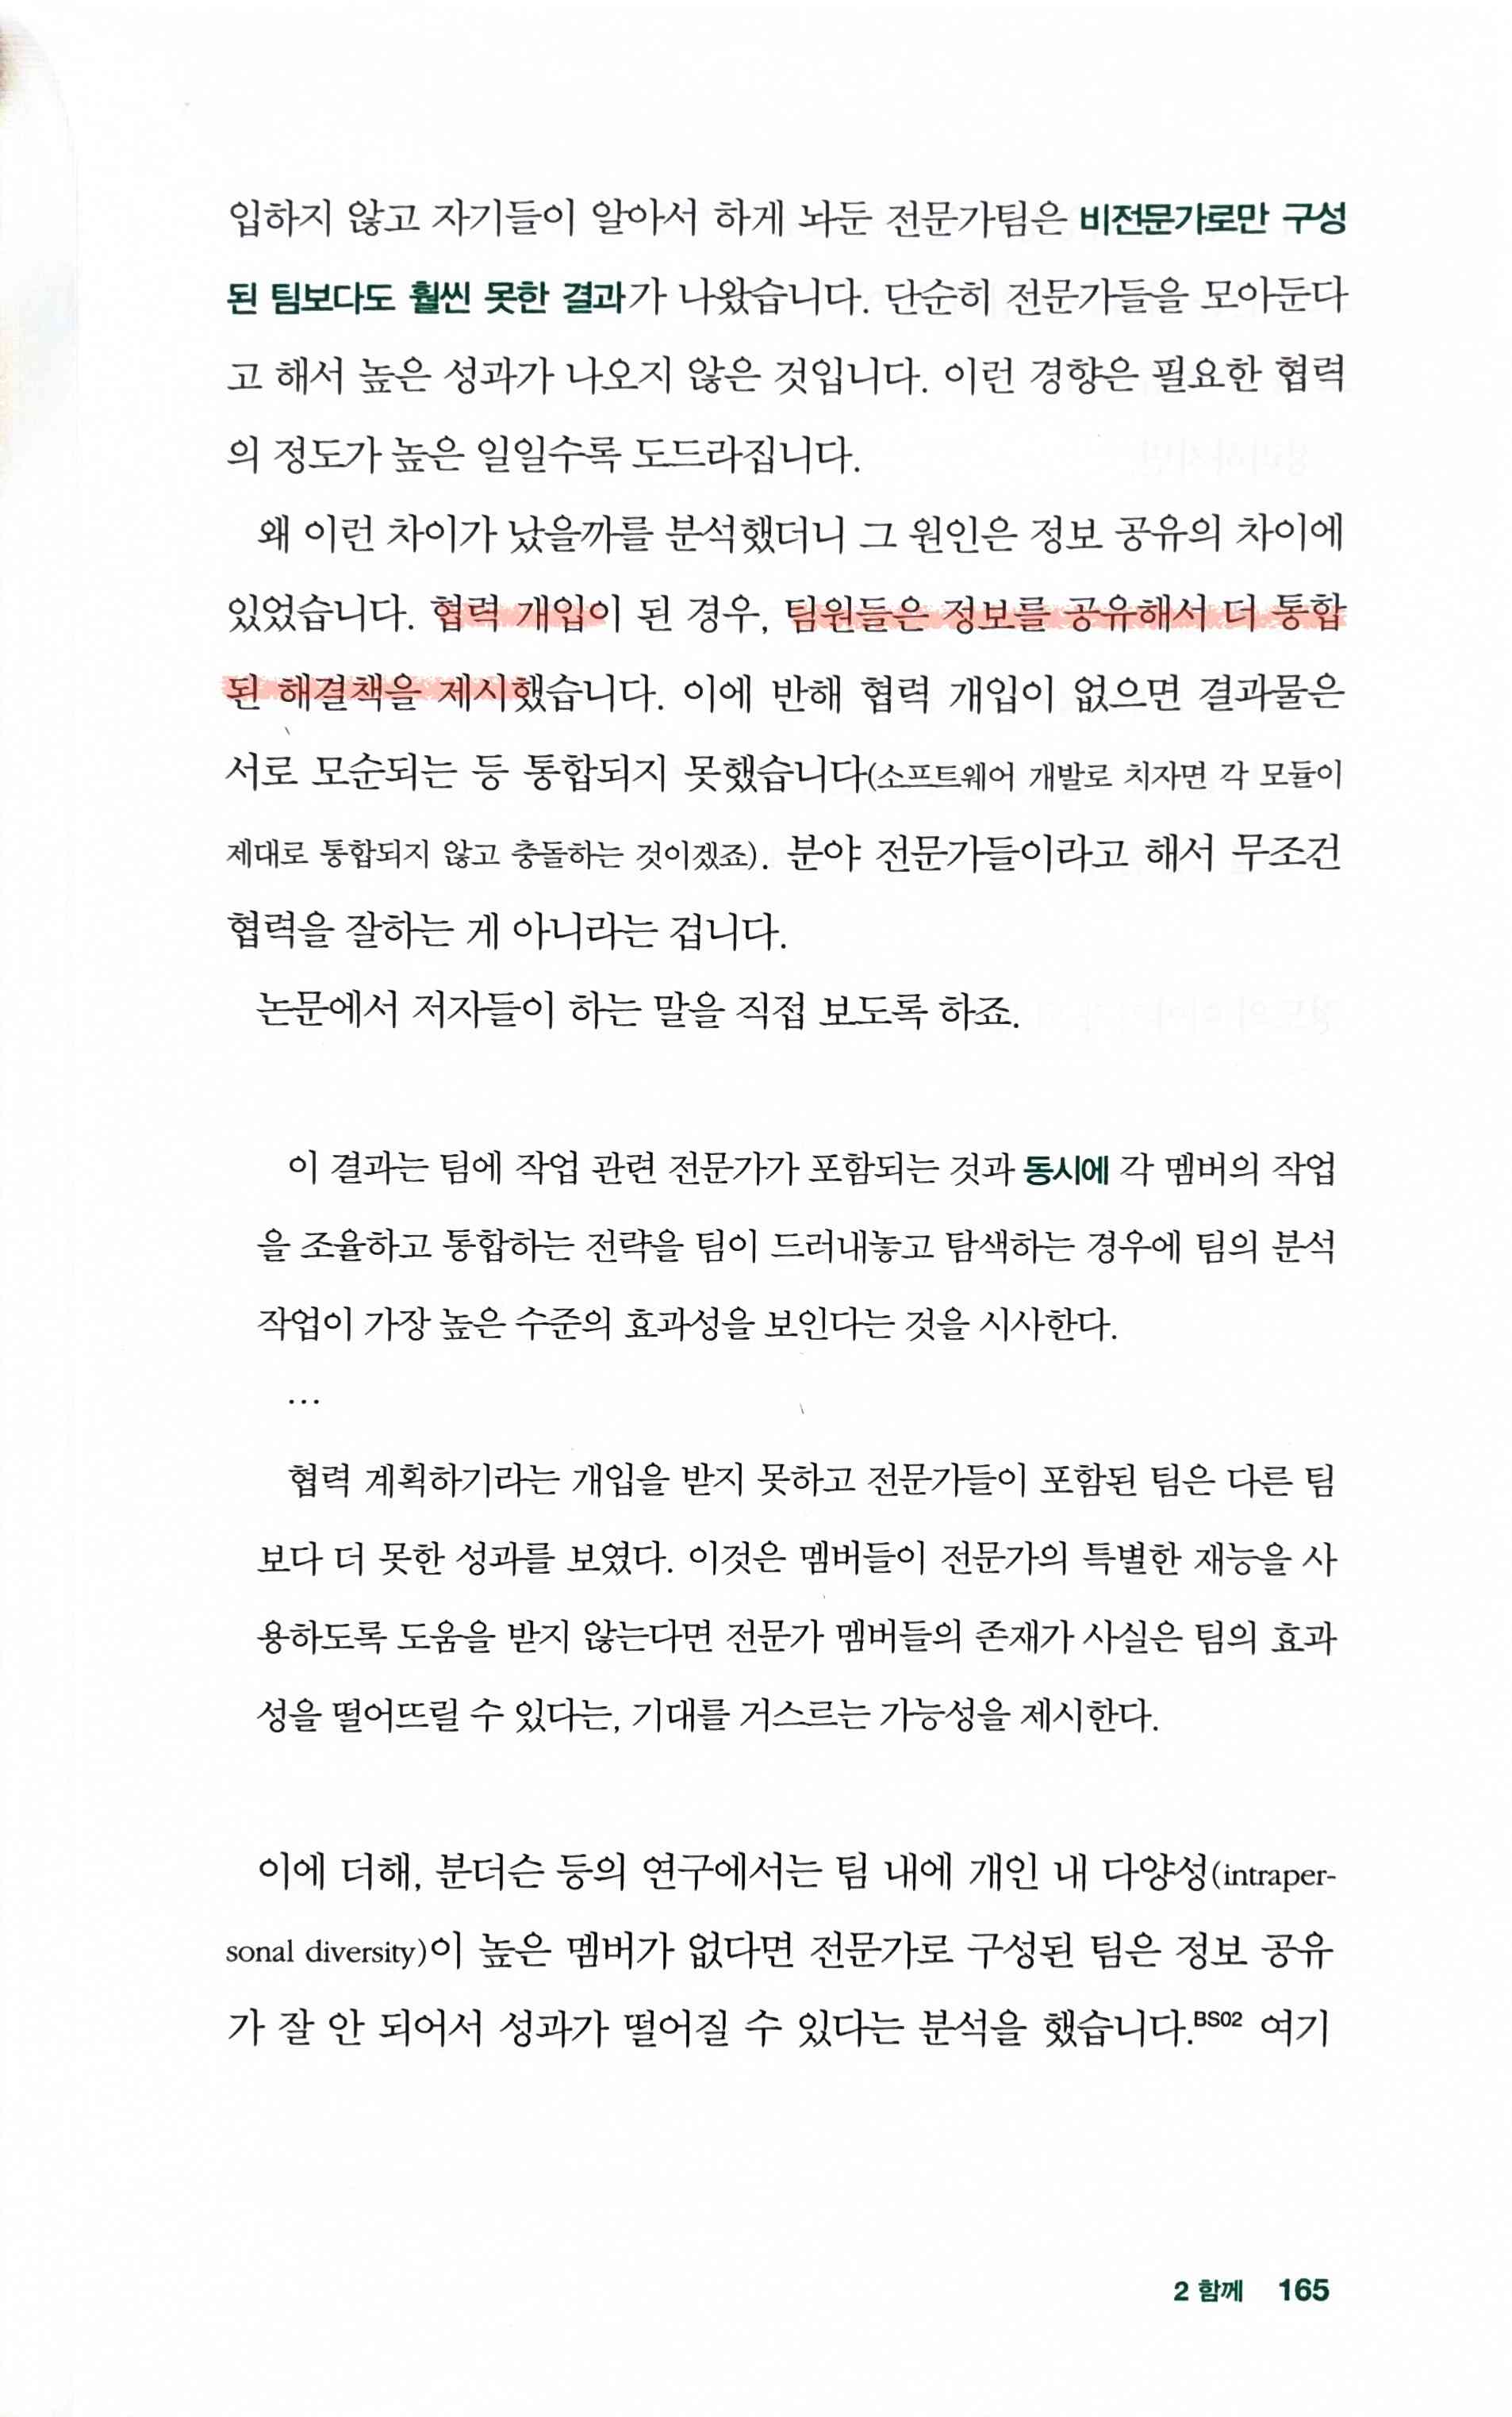 입하지 않고 자기들이 알아서 하게 놔둔 전문가팀은 비전문가로만 구성
된 팀보다도 훨씬 못한 결과가 나왔습니다. 단순히 전문가들을 모아둔다
고 해서 높은 성과가 나오지 않은 것입니다. 이런 경향은 필요한 협력
의 정도가 높은 일일수록 도드라집니다.
왜 이런 차이가 났을까를 분석했더니 그 원인은 정보 공유의 차이에
있었습니다. 협력 개입이 된 경우, 팀원들은 정보를 공유해서 더 통합
된 해결책을 제시했습니다. 이에 반해 협력 개입이 없으면 결과물은
서로 모순되는 등 통합되지 못했습니다(소프트웨어 개발로 치자면 각 모듈이
제대로 통합되지 않고 충돌하는 것이겠죠). 분야 전문가들이라고 해서 무조건
협력을 잘하는 게 아니라는 겁니다.
논문에서 저자들이 하는 말을 직접 보도록 하죠.
이 결과는 팀에 작업 관련 전문가가 포함되는 것과 동시에 각 멤버의 작업
을 조율하고 통합하는 전략을 팀이 드러내놓고 탐색하는 경우에 팀의 분석
작업이 가장 높은 수준의 효과성을 보인다는 것을 시사한다.
…
협력 계획하기라는 개입을 받지 못하고 전문가들이 포함된 팀은 다른 팀
보다 더 못한 성과를 보였다. 이것은 멤버들이 전문가의 특별한 재능을 사
용하도록 도움을 받지 않는다면 전문가 멤버들의 존재가 사실은 팀의 효과
성을 떨어뜨릴 수 있다는, 기대를 거스르는 가능성을 제시한다.
이에 더해, 분더슨 등의 연구에서는 팀 내에 개인 내 다양성(intraper-
sonal diversity)이 높은 멤버가 없다면 전문가로 구성된 팀은 정보 공유
가 잘 안 되어서 성과가 떨어질 수 있다는 분석을 했습니다.BS02 여기
2 함께 165